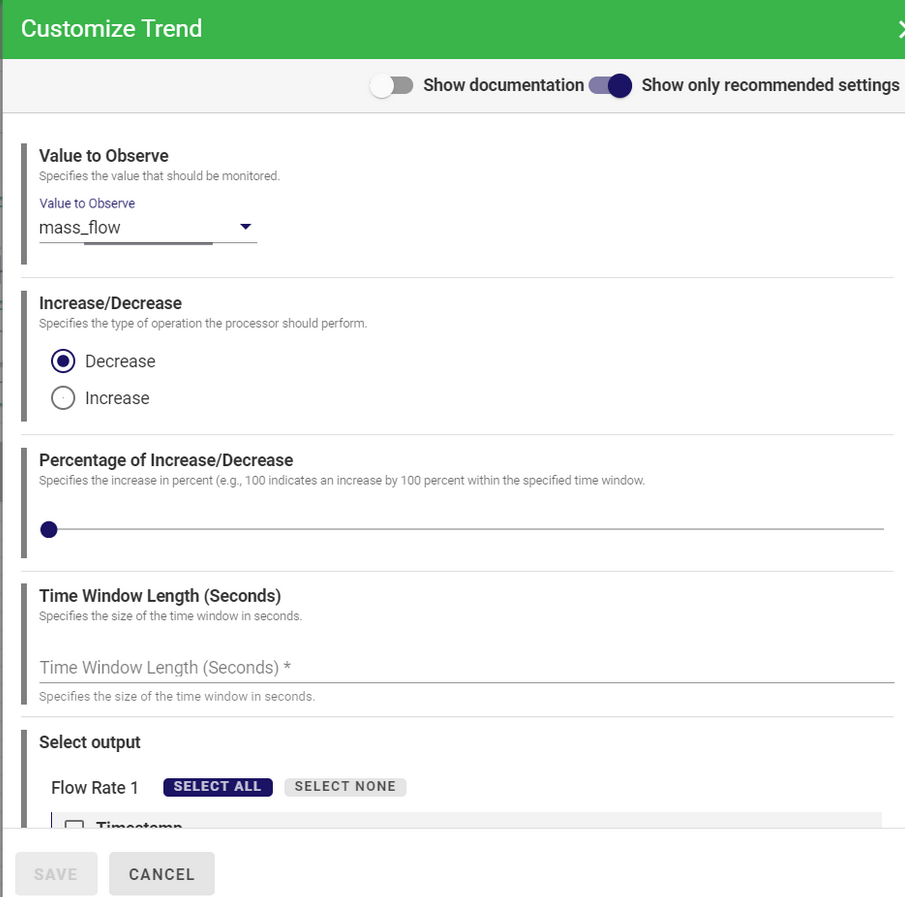 Customize Trend
Show documentation Show only recommended settings
Value to Observe
Specifies the value that should be monitored.
Value to Observe
mass_flow
Increase/Decrease
Specifies the type of operation the processor should perform.
Decrease
Increase
Percentage of Increase/Decrease
Specifies the increase in percent (e.g., 100 indicates an increase by 100 percent within the specified time window.
Time Window Length (Seconds)
Specifies the size of the time window in seconds.
Time Window Length (Seconds) *
Specifies the size of the time window in seconds.
Select output
Flow Rate 1 SELECT ALL SELECT NONE
Timestamp
SAVE CANCEL